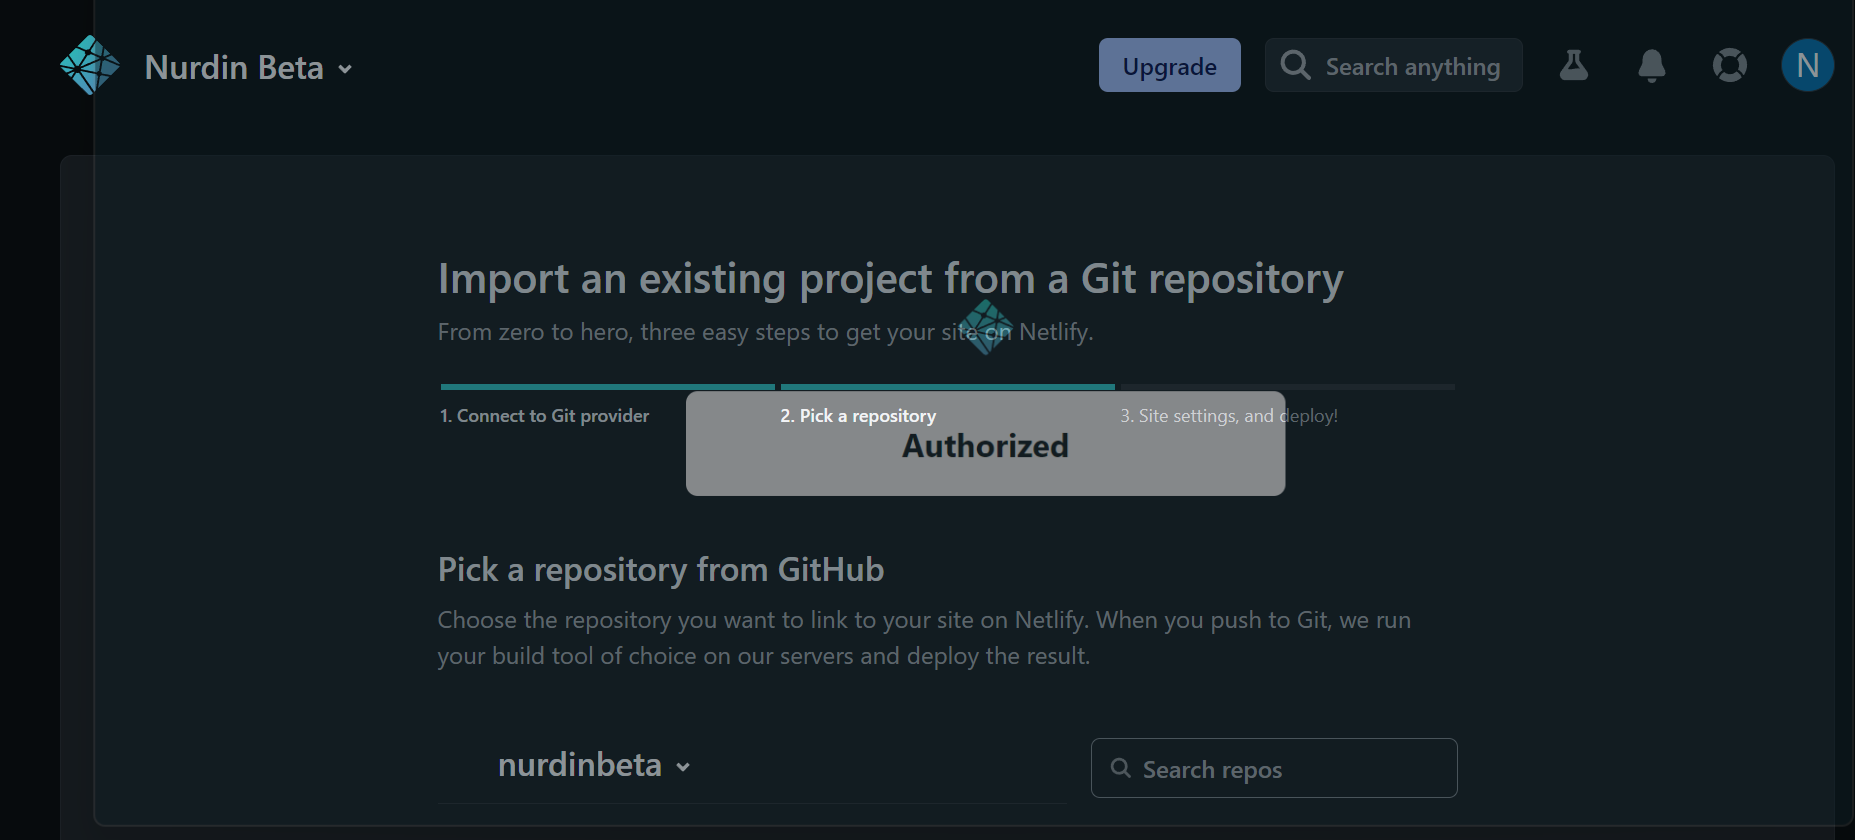 Nurdin Beta
Upgrade
Search anything
N
Import an existing project from a Git repository
From zero to hero, three easy steps to get your site on Netlify.
1. Connect to Git provider
2. Pick a repository
3. Site settings, and deploy!
Authorized
Pick a repository from GitHub
Choose the repository you want to link to your site on Netlify. When you push to Git, we run
your build tool of choice on our servers and deploy the result.
nurdinbeta
Search repos